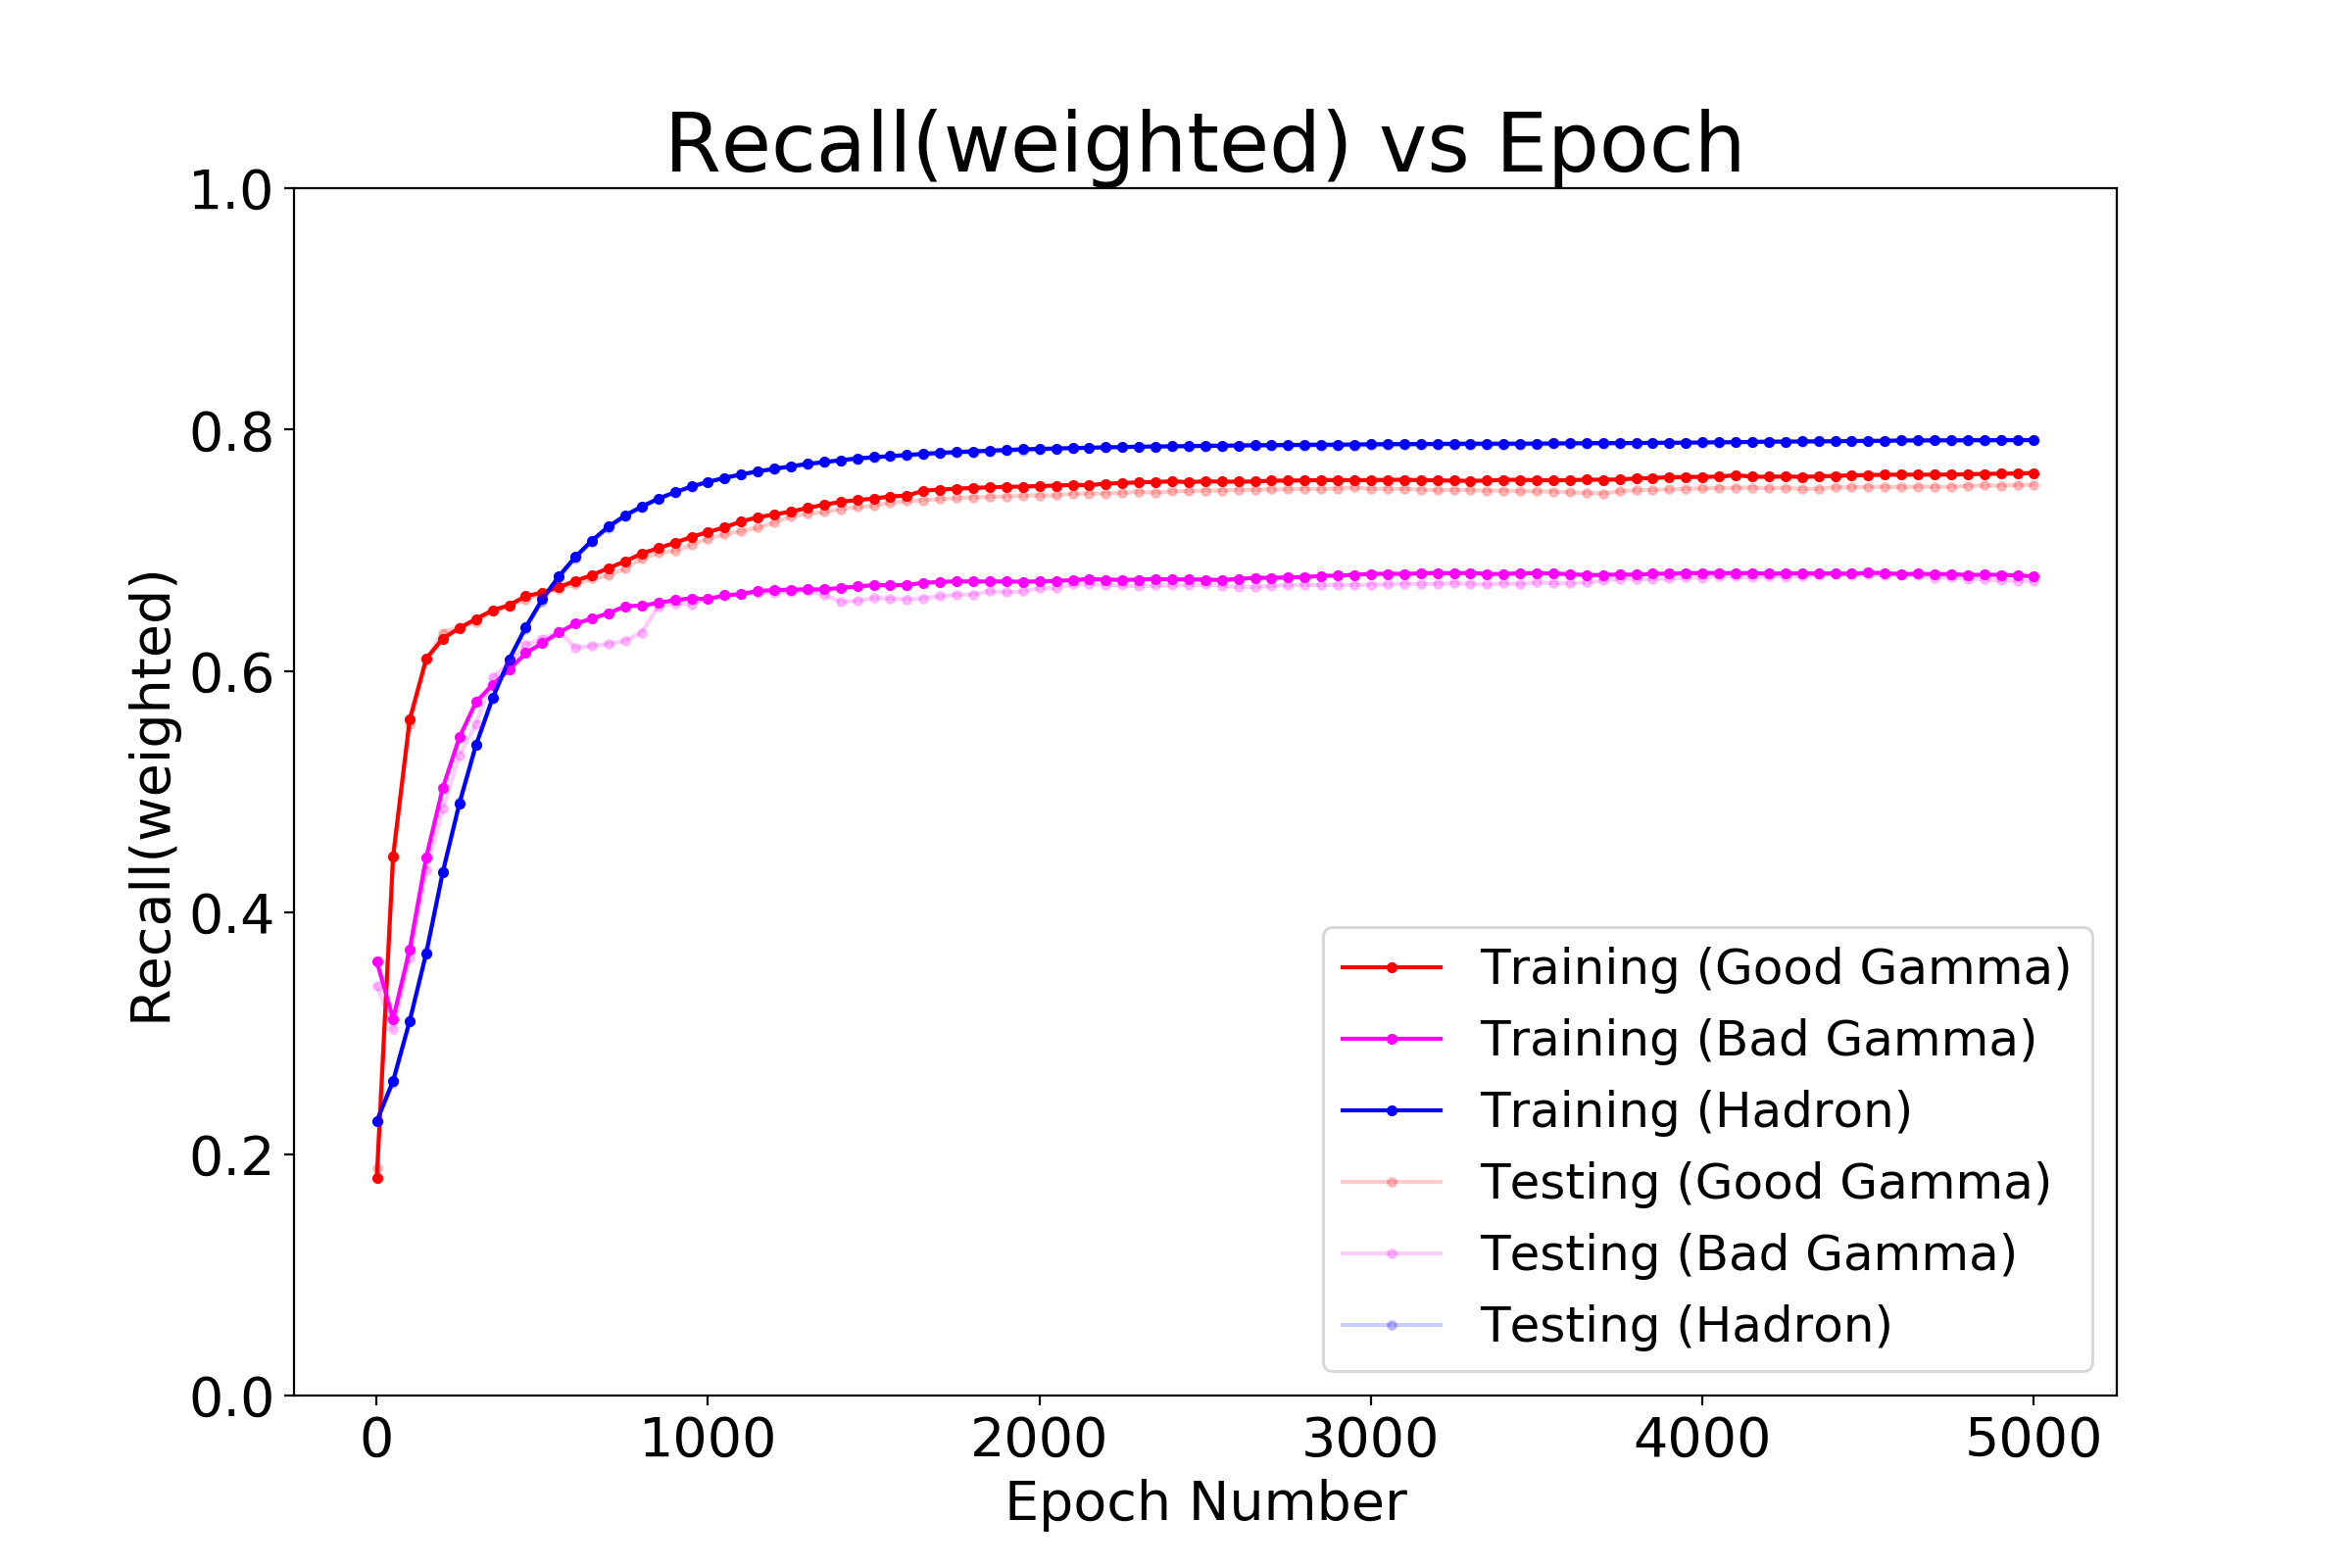 Recall(weighted) vs Epoch
1.0
0.8
0.6
0.4
0.2
0.0
Recall(weighted)
Training (Good Gamma)
Training (Bad Gamma)
Training (Hadron)
Testing (Good Gamma)
Testing (Bad Gamma)
Testing (Hadron)
0 1000 2000 3000 4000 5000
Epoch Number